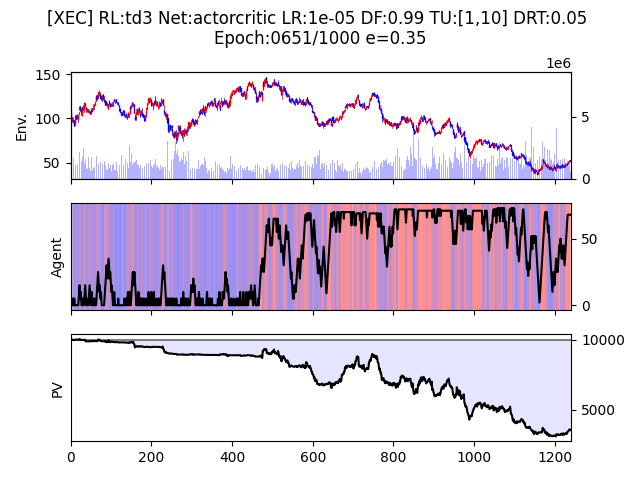 [XEC] RL:td3 Net:actorcritic LR:1e-05 DF:0.99 TU:[1,10] DRT:0.05
Epoch:0651/1000 e=0.35
1e6
150
100
50
Env.
5
0
Agent
50
0
PV
10000
5000
0 200 400 600 800 1000 1200